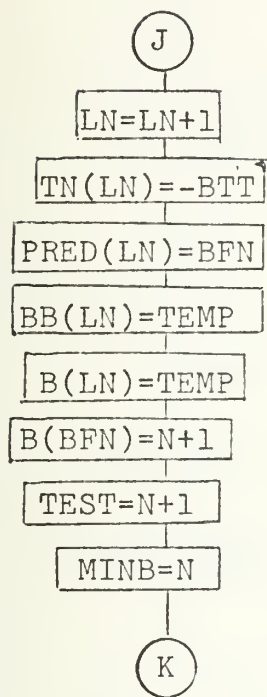 J
LN=LN+1
TN(LN)=-BTT
PRED(LN)=BFN
BB(LN)=TEMP
B(LN)=TEMP
B(BFN)=N+1
TEST=N+1
MINB=N
K